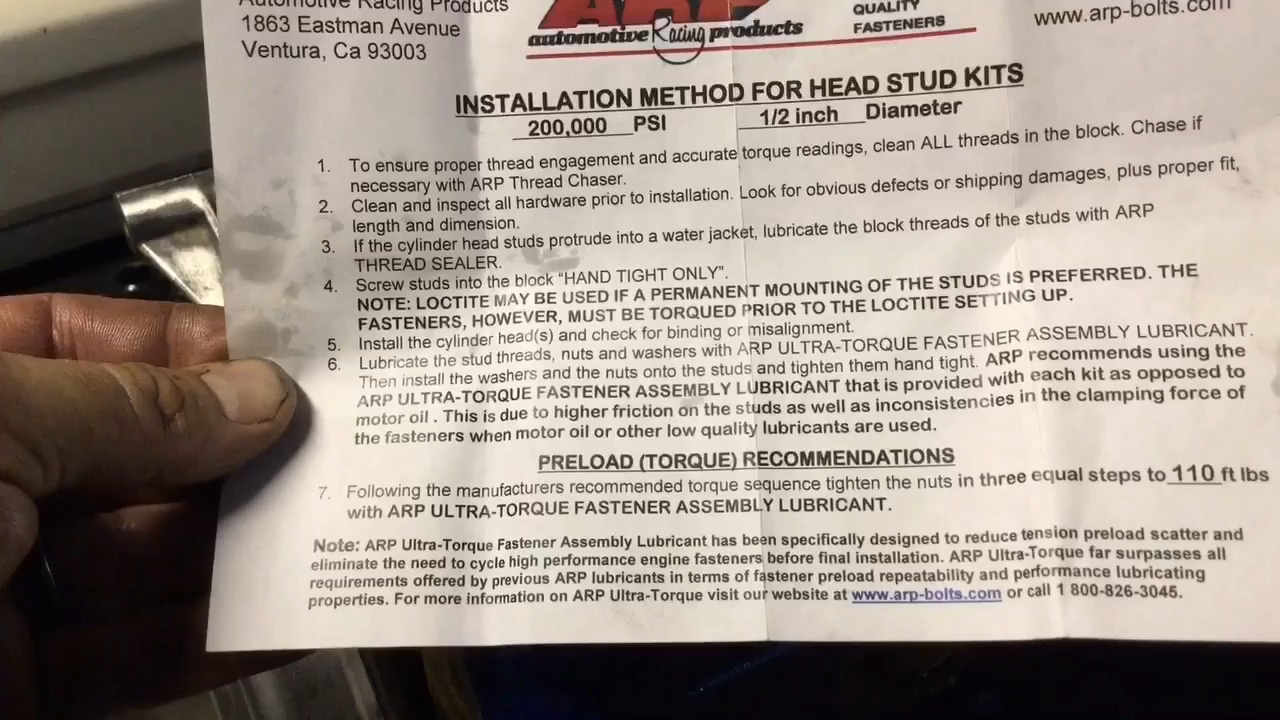 Automotive Racing Products
1863 Eastman Avenue
Ventura, Ca 93003
ARP
automotive Racing products
QUALITY
FASTENERS
www.arp-bolts.com
INSTALLATION METHOD FOR HEAD STUD KITS
200,000 PSI 1/2 inch Diameter
1. To ensure proper thread engagement and accurate torque readings, clean ALL threads in the block. Chase if
necessary with ARP Thread Chaser.
2. Clean and inspect all hardware prior to installation. Look for obvious defects or shipping damages, plus proper fit,
length and dimension.
3. If the cylinder head studs protrude into a water jacket, lubricate the block threads of the studs with ARP
THREAD SEALER.
4. Screw studs into the block “HAND TIGHT ONLY”.
NOTE: LOCTITE MAY BE USED IF A PERMANENT MOUNTING OF THE STUDS IS PREFERRED. THE
FASTENERS, HOWEVER, MUST BE TORQUED PRIOR TO THE LOCTITE SETTING UP.
5. Install the cylinder head(s) and check for binding or misalignment.
6. Lubricate the stud threads, nuts and washers with ARP ULTRA-TORQUE FASTENER ASSEMBLY LUBRICANT.
Then install the washers and the nuts onto the studs and tighten them hand tight. ARP recommends using the
ARP ULTRA-TORQUE FASTENER ASSEMBLY LUBRICANT that is provided with each kit as opposed to
motor oil . This is due to higher friction on the studs as well as inconsistencies in the clamping force of
the fasteners when motor oil or other low quality lubricants are used.
PRELOAD (TORQUE) RECOMMENDATIONS
7. Following the manufacturers recommended torque sequence tighten the nuts in three equal steps to 110 ft lbs
with ARP ULTRA-TORQUE FASTENER ASSEMBLY LUBRICANT.
Note: ARP Ultra-Torque Fastener Assembly Lubricant has been specifically designed to reduce tension preload scatter and
eliminate the need to cycle high performance engine fasteners before final installation. ARP Ultra-Torque far surpasses all
requirements offered by previous ARP lubricants in terms of fastener preload repeatability and performance lubricating
properties. For more information on ARP Ultra-Torque visit our website at www.arp-bolts.com or call 1 800-826-3045.